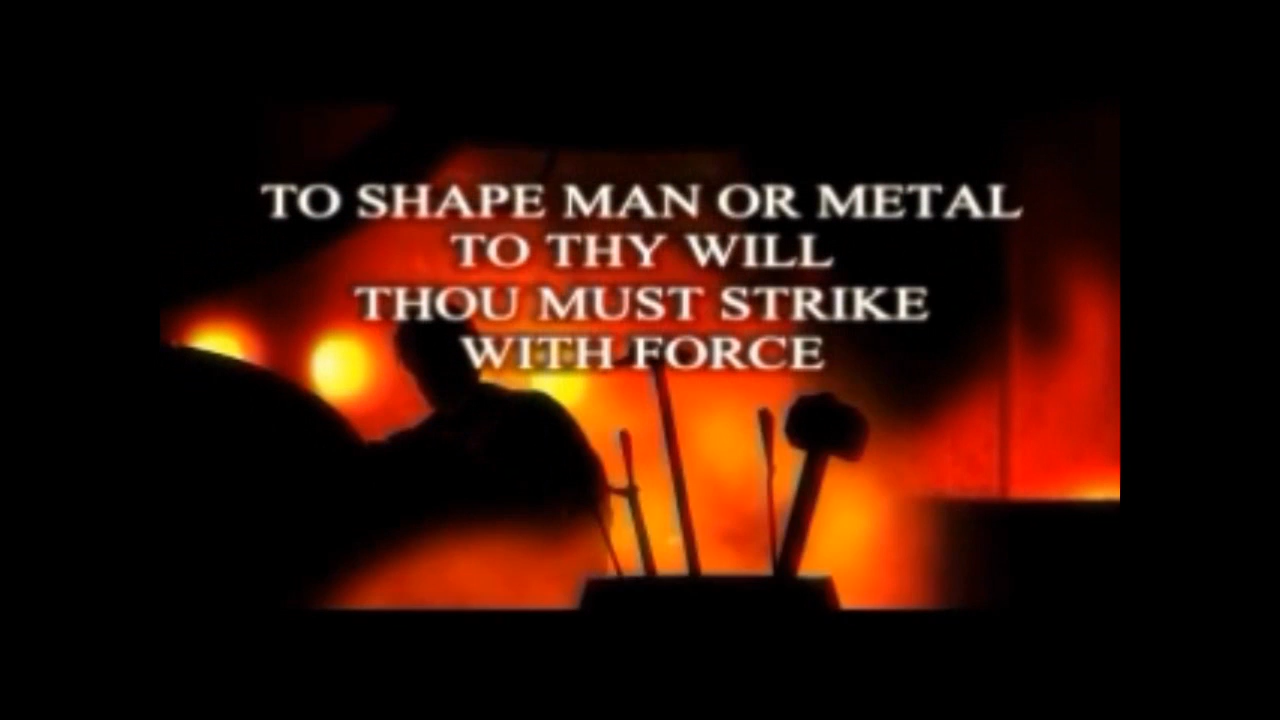 TO SHAPE MAN OR METAL
TO THY WILL
THOU MUST STRIKE
WITH FORCE